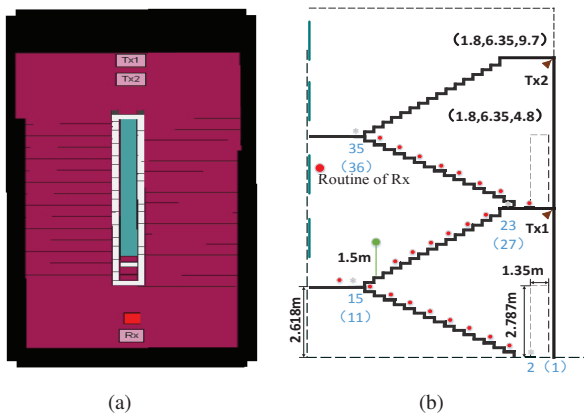 Tx1
Tx2
Rx
(a)
(1.8,6.35,9.7)
Tx2
(1.8,6.35,4.8)
35
(36)
Routine of Rx
23
(27)
Tx1
1.5m
1.35m
15
(11)
2.618m
2.787m
2 (1)
(b)